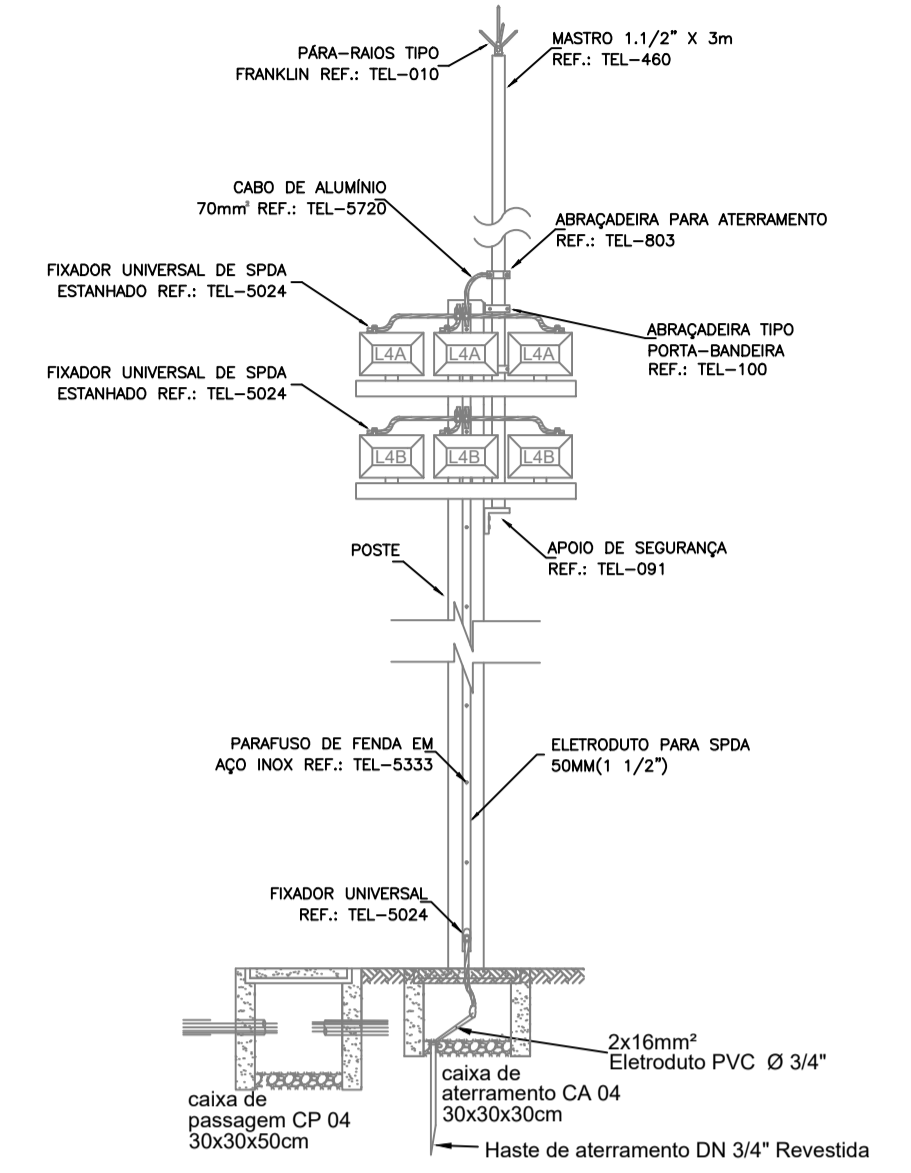 PÁRA-RAIOS TIPO
FRANKLIN REF.: TEL-010
MASTRO 1.1/2" X 3m
REF.: TEL-460
CABO DE ALUMÍNIO
70mm² REF.: TEL-5720
ABRAÇADEIRA PARA ATERRAMENTO
REF.: TEL-803
FIXADOR UNIVERSAL DE SPDA
ESTANHADO REF.: TEL-5024
ABRAÇADEIRA TIPO
PORTA-BANDEIRA
REF.: TEL-100
L4A L4A L4A
FIXADOR UNIVERSAL DE SPDA
ESTANHADO REF.: TEL-5024
L4B L4B L4B
POSTE
APOIO DE SEGURANÇA
REF.: TEL-091
PARAFUSO DE FENDA EM
AÇO INOX REF.: TEL-5333
ELETRODUTO PARA SPDA
50MM(1 1/2")
FIXADOR UNIVERSAL
REF.: TEL-5024
2x16mm²
Eletroduto PVC Ø 3/4"
caixa de
passagem CP 04
30x30x50cm
caixa de
aterramento CA 04
30x30x30cm
Haste de aterramento DN 3/4" Revestida